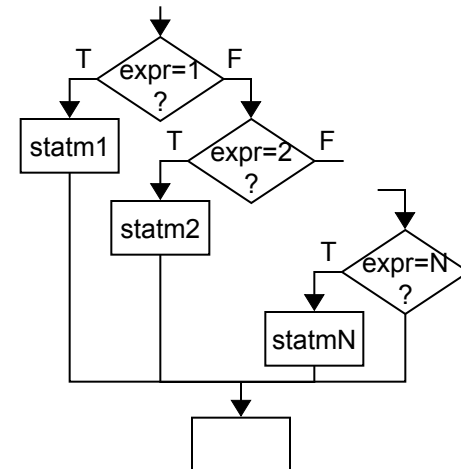 T
expr=1
?
F
statm1
T
expr=2
?
F
statm2
T
expr=N
?
statmN